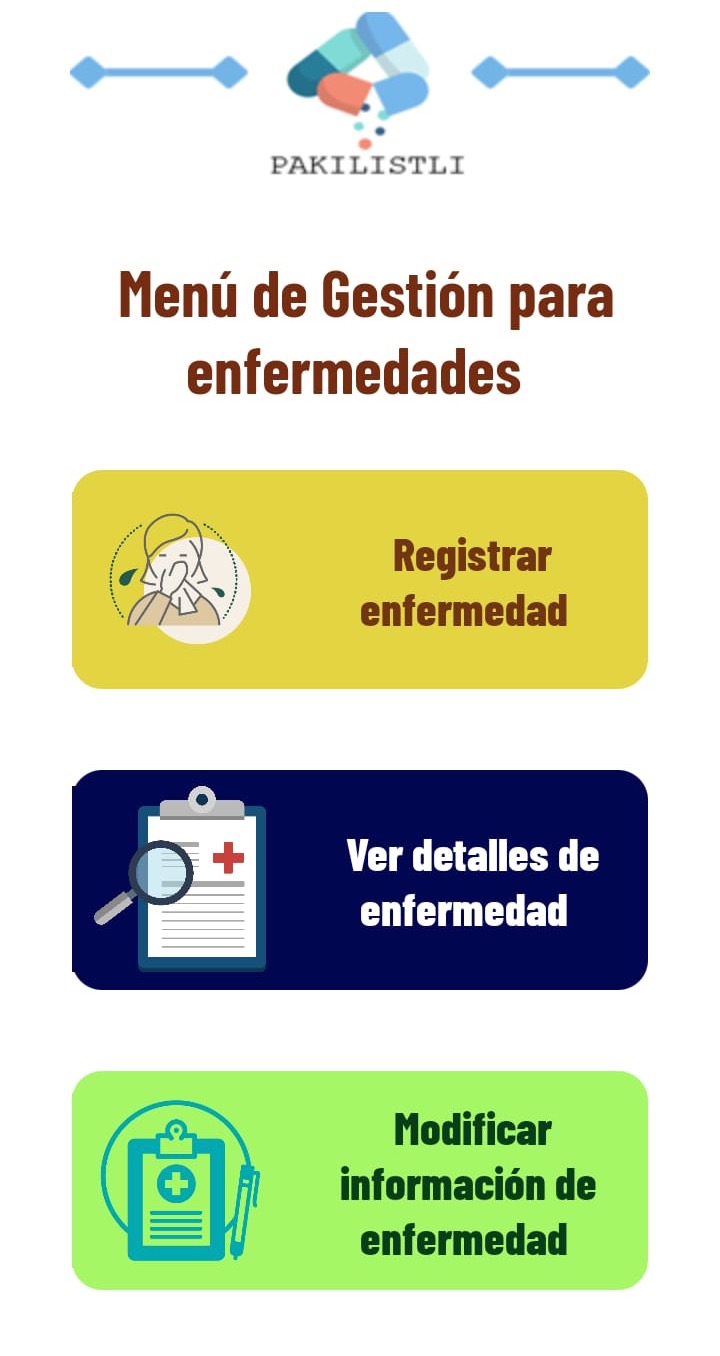 PAKILISTLI
Menú de Gestión para
enfermedades
Registrar
enfermedad
Ver detalles de
enfermedad
Modificar
información de
enfermedad